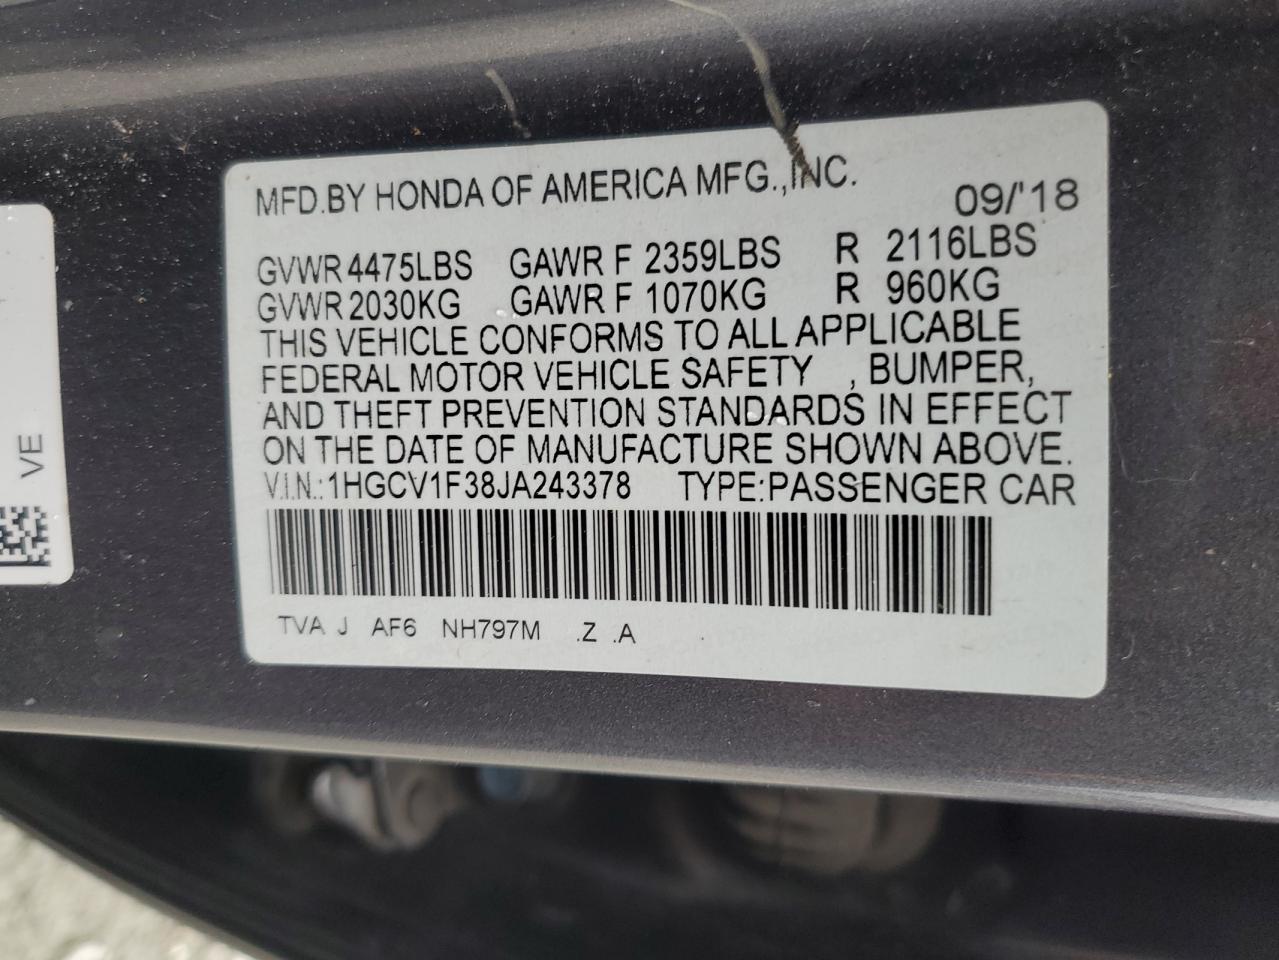 MFD.BY HONDA OF AMERICA MFG.,INC.
09/'18
GVWR 4475LBS GAWR F 2359LBS R 2116LBS
GVWR 2030KG GAWR F 1070KG R 960KG
THIS VEHICLE CONFORMS TO ALL APPLICABLE
FEDERAL MOTOR VEHICLE SAFETY , BUMPER,
AND THEFT PREVENTION STANDARDS IN EFFECT
ON THE DATE OF MANUFACTURE SHOWN ABOVE.
V.I.N.:1HGCV1F38JA243378 TYPE:PASSENGER CAR
TVA J AF6 NH797M .Z .A
VE